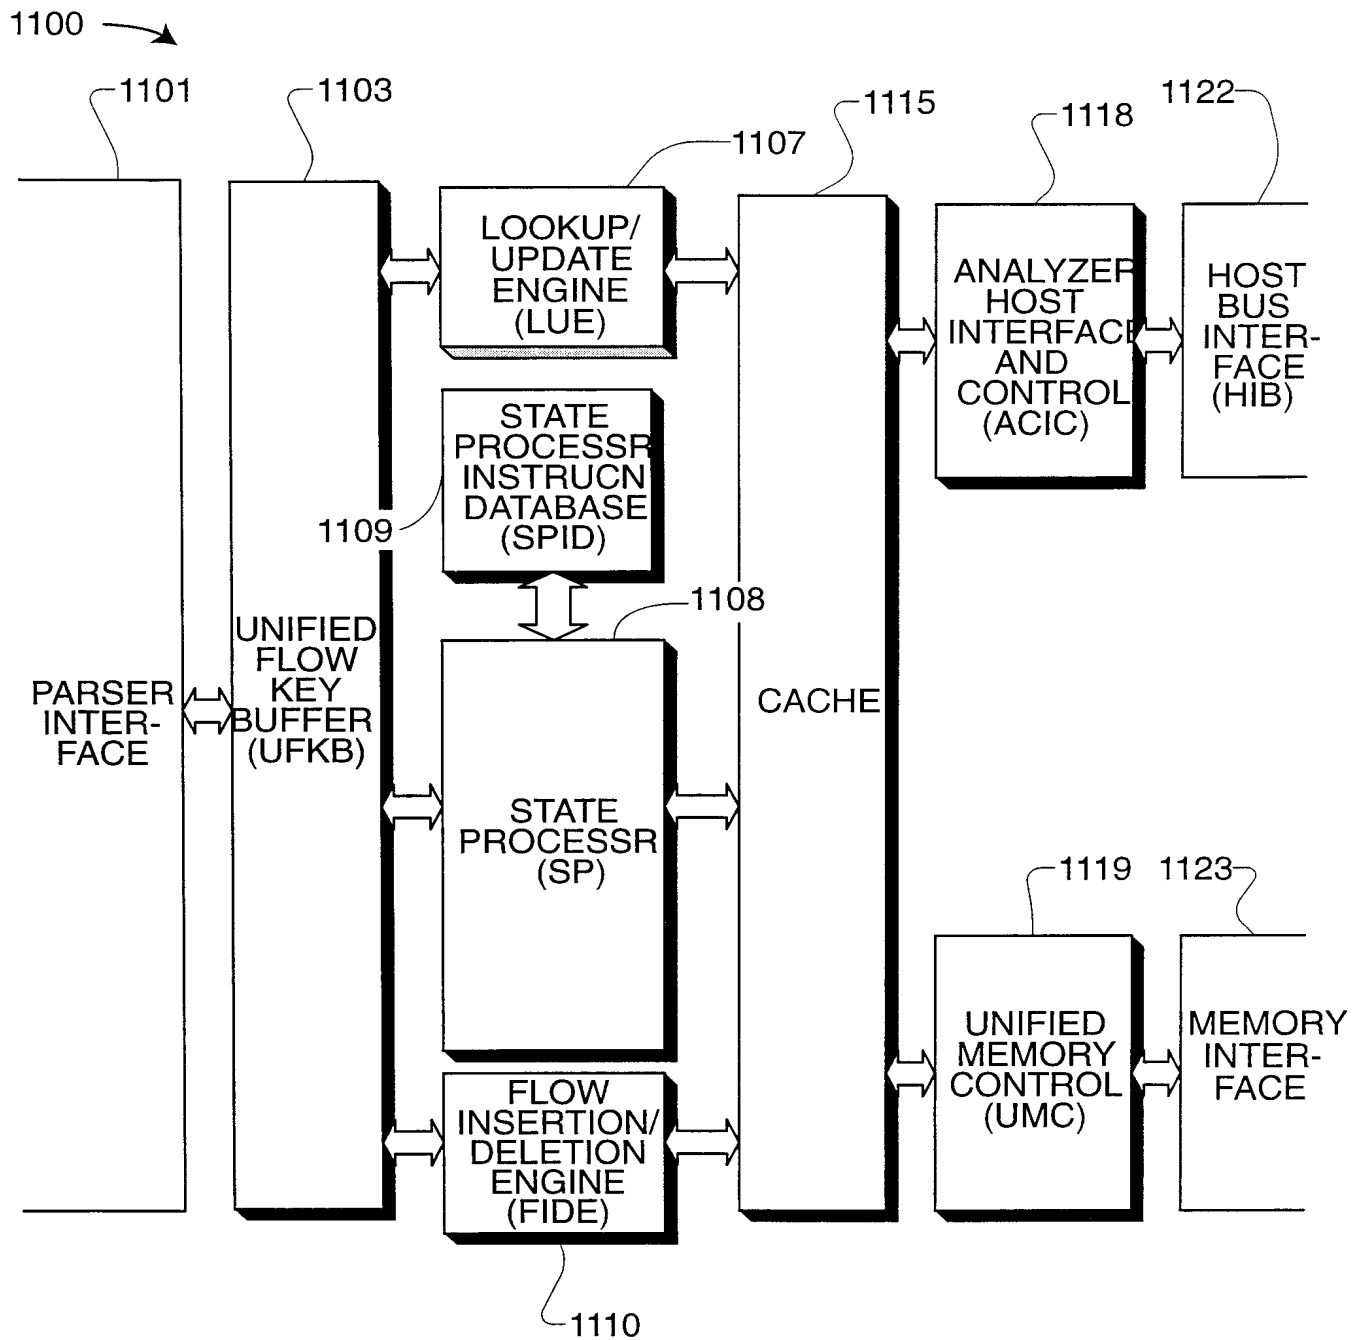 1100
1101
1103
1107
1115
1118
1122
LOOKUP/
UPDATE
ENGINE
(LUE)
ANALYZER
HOST
INTERFACE
AND
CONTROL
(ACIC)
HOST
BUS
INTER-
FACE
(HIB)
STATE
PROCESSR
INSTRUCN
DATABASE
(SPID)
1109
1108
UNIFIED
FLOW
KEY
BUFFER
(UFKB)
PARSER
INTER-
FACE
CACHE
STATE
PROCESSR
(SP)
1119
1123
UNIFIED
MEMORY
CONTROL
(UMC)
MEMORY
INTER-
FACE
FLOW
INSERTION/
DELETION
ENGINE
(FIDE)
1110